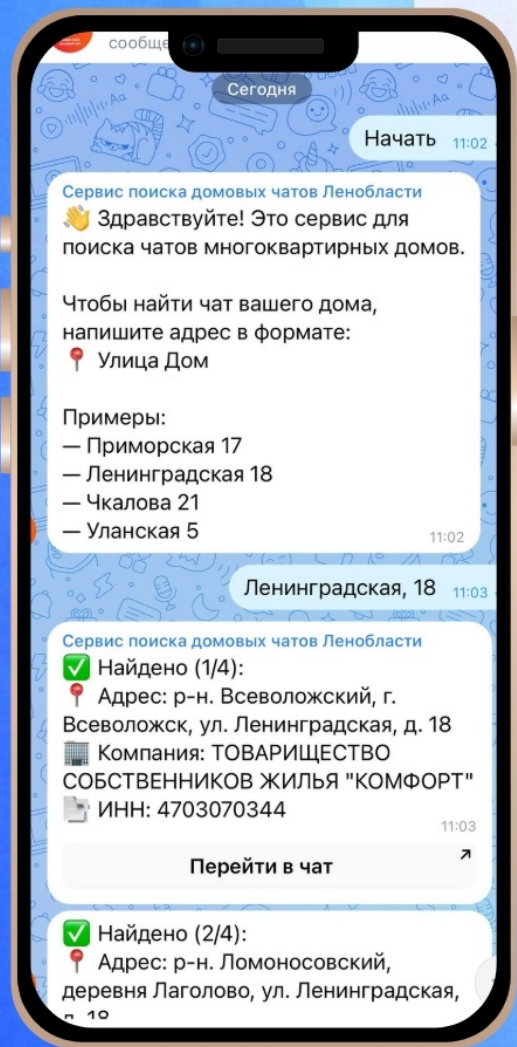 сообще
Сегодня
Начать 11:02
Сервис поиска домовых чатов Ленобласти
👋 Здравствуйте! Это сервис для
поиска чатов многоквартирных домов.
Чтобы найти чат вашего дома,
напишите адрес в формате:
📍 Улица Дом
Примеры:
— Приморская 17
— Ленинградская 18
— Чкалова 21
— Уланская 5
11:02
Ленинградская, 18 11:03
Сервис поиска домовых чатов Ленобласти
✅ Найдено (1/4):
📍 Адрес: р-н. Всеволожский, г.
Всеволожск, ул. Ленинградская, д. 18
🏢 Компания: ТОВАРИЩЕСТВО
СОБСТВЕННИКОВ ЖИЛЬЯ "КОМФОРТ"
📑 ИНН: 4703070344
11:03
Перейти в чат
✅ Найдено (2/4):
📍 Адрес: р-н. Ломоносовский,
деревня Лаголово, ул. Ленинградская,
д. 18